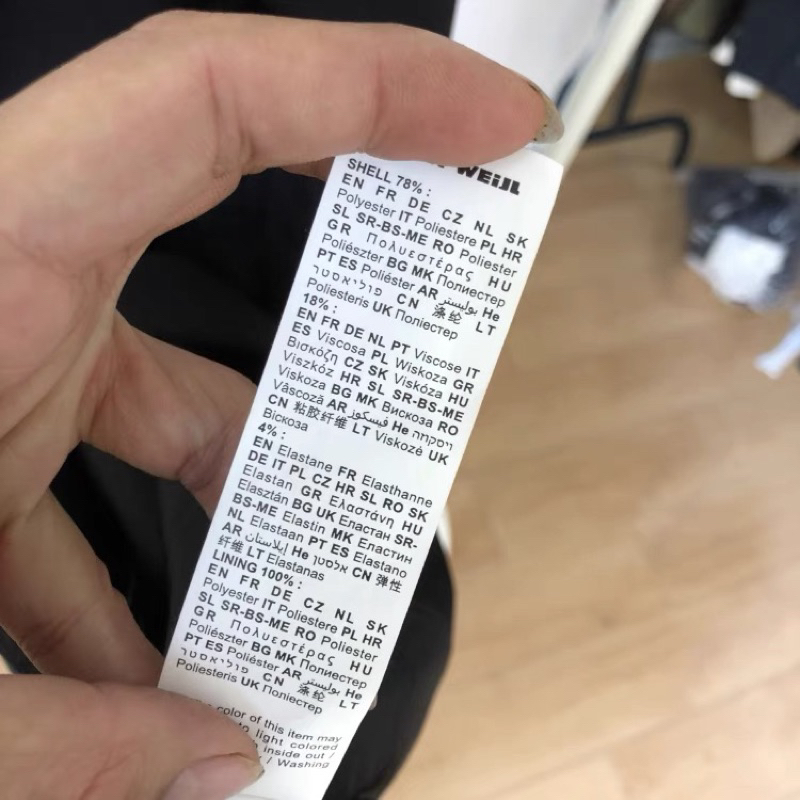 WEiJL
SHELL 78% :
EN FR DE CZ NL SK
Polyester IT Poliestere PL HR
SL SR-BS-ME RO Poliester
GR Πολυεστέρας HU
Poliészter BG MK Полиестер
PT ES Poliéster AR بوليستر He
פוליאסטר CN 涤纶 LT
Poliesteris UK Поліестер
18% :
EN FR DE NL PT Viscose IT
ES Viscosa PL Wiskoza GR
Βισκόζη CZ SK Viskóza HU
Viszkóz HR SL SR-BS-ME
Viskoza BG MK Вискоза RO
Vâscoză AR فيسكوز He ויסקוזה
CN 粘胶纤维 LT Viskozė UK
Віскоза
4% :
EN Elastane FR Elasthanne
DE IT PL CZ HR SL RO SK
Elastan GR Ελαστάνη HU
Elasztán BG UK Еластан SR-
BS-ME Elastin MK Еластин
NL Elastaan PT ES Elastano
AR إيلاستان He אלסטן CN 弹性
纤维 LT Elastanas
LINING 100% :
EN FR DE CZ NL SK
Polyester IT Poliestere PL HR
SL SR-BS-ME RO Poliester
GR Πολυεστέρας HU
Poliészter BG MK Полиестер
PT ES Poliéster AR بوليستر He
פוליאסטר CN 涤纶 LT
Poliesteris UK Поліестер
color of this item may
to light colored
inside out /
/ Washing